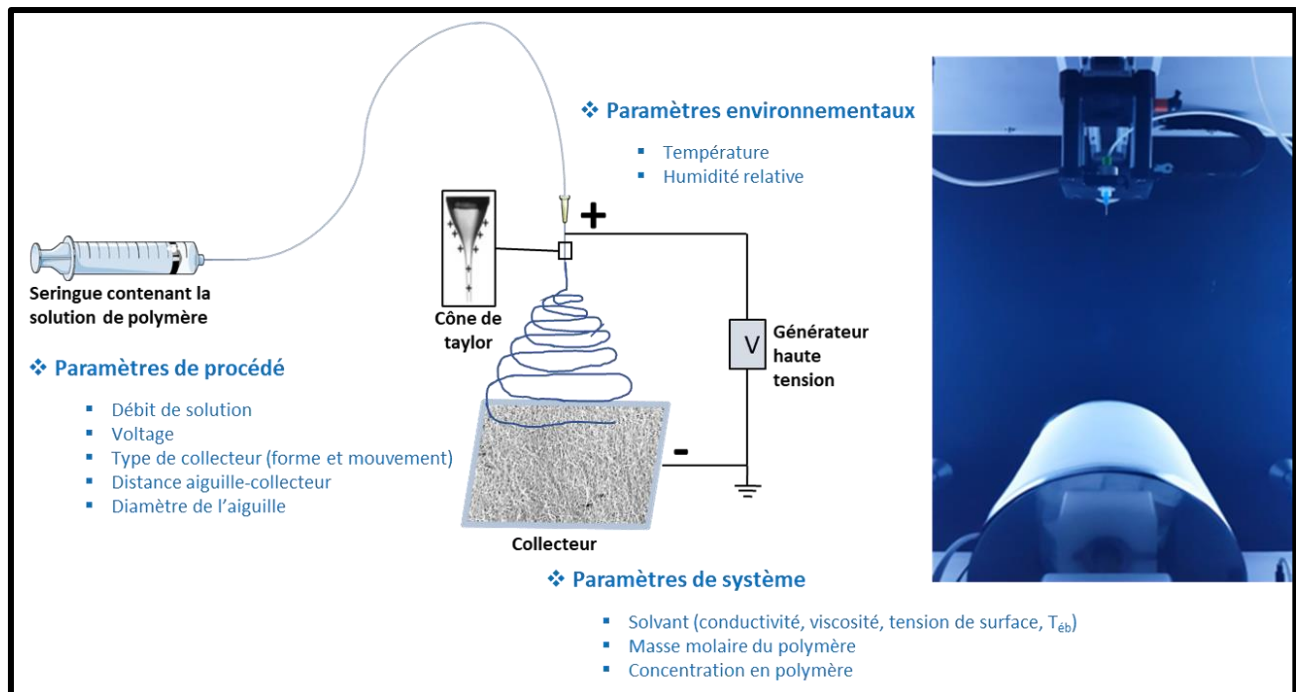 ❖ Paramètres environnementaux
▪ Température
▪ Humidité relative
+
Seringue contenant la
solution de polymère
Cône de
taylor
V
Générateur
haute
tension
❖ Paramètres de procédé
▪ Débit de solution
▪ Voltage
▪ Type de collecteur (forme et mouvement)
▪ Distance aiguille-collecteur
▪ Diamètre de l'aiguille
-
Collecteur
❖ Paramètres de système
▪ Solvant (conductivité, viscosité, tension de surface, Téb)
▪ Masse molaire du polymère
▪ Concentration en polymère